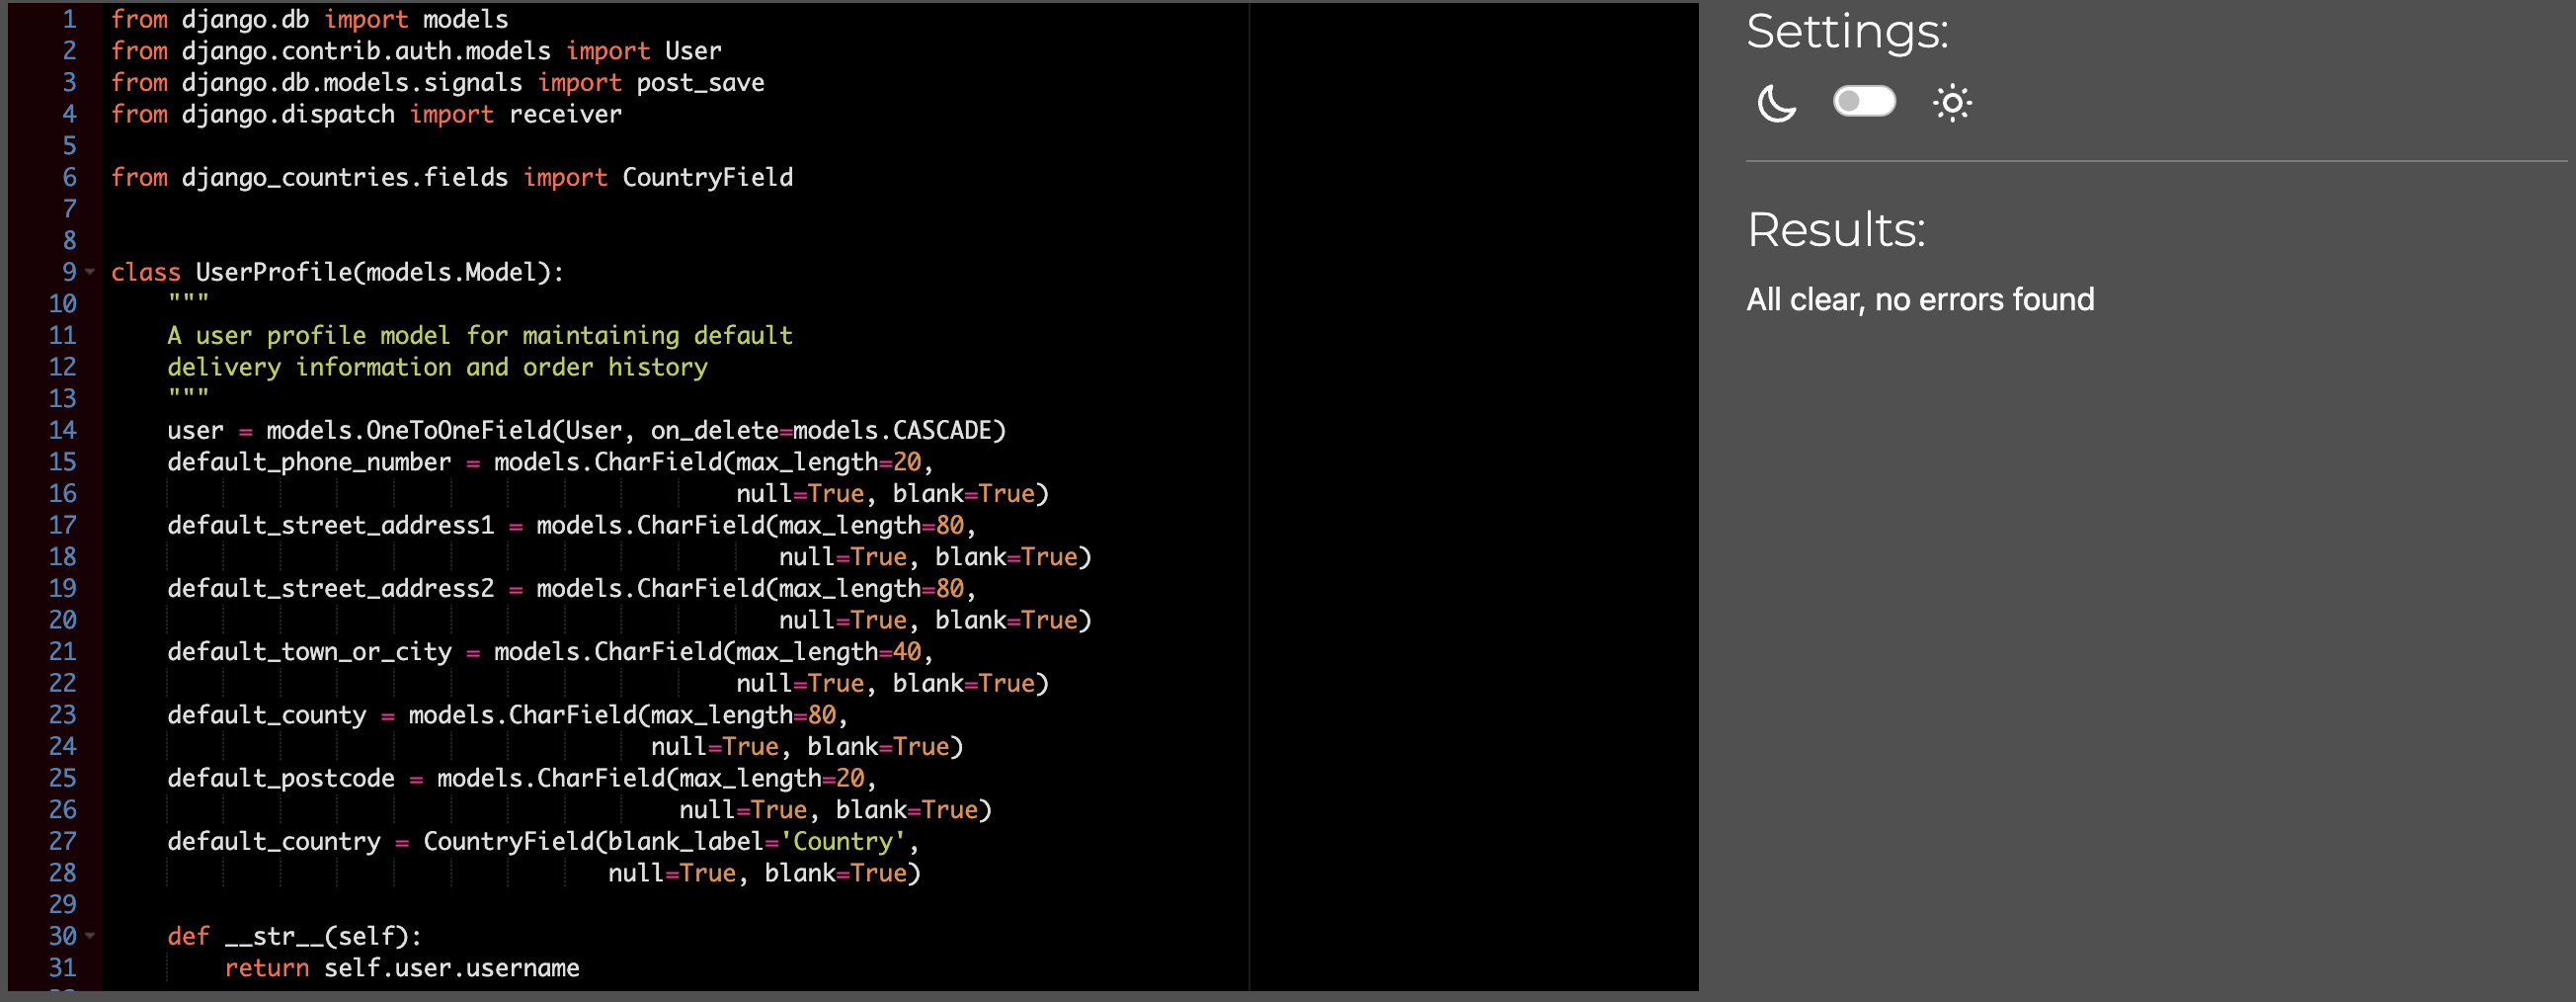 1 from django.db import models
2 from django.contrib.auth.models import User
3 from django.db.models.signals import post_save
4 from django.dispatch import receiver
5
6 from django_countries.fields import CountryField
7
8
9 class UserProfile(models.Model):
10     """
11     A user profile model for maintaining default
12     delivery information and order history
13     """
14     user = models.OneToOneField(User, on_delete=models.CASCADE)
15     default_phone_number = models.CharField(max_length=20,
16                                             null=True, blank=True)
17     default_street_address1 = models.CharField(max_length=80,
18                                                null=True, blank=True)
19     default_street_address2 = models.CharField(max_length=80,
20                                                null=True, blank=True)
21     default_town_or_city = models.CharField(max_length=40,
22                                             null=True, blank=True)
23     default_county = models.CharField(max_length=80,
24                                       null=True, blank=True)
25     default_postcode = models.CharField(max_length=20,
26                                         null=True, blank=True)
27     default_country = CountryField(blank_label='Country',
28                                    null=True, blank=True)
29
30     def __str__(self):
31         return self.user.username
Settings:
Results:
All clear, no errors found